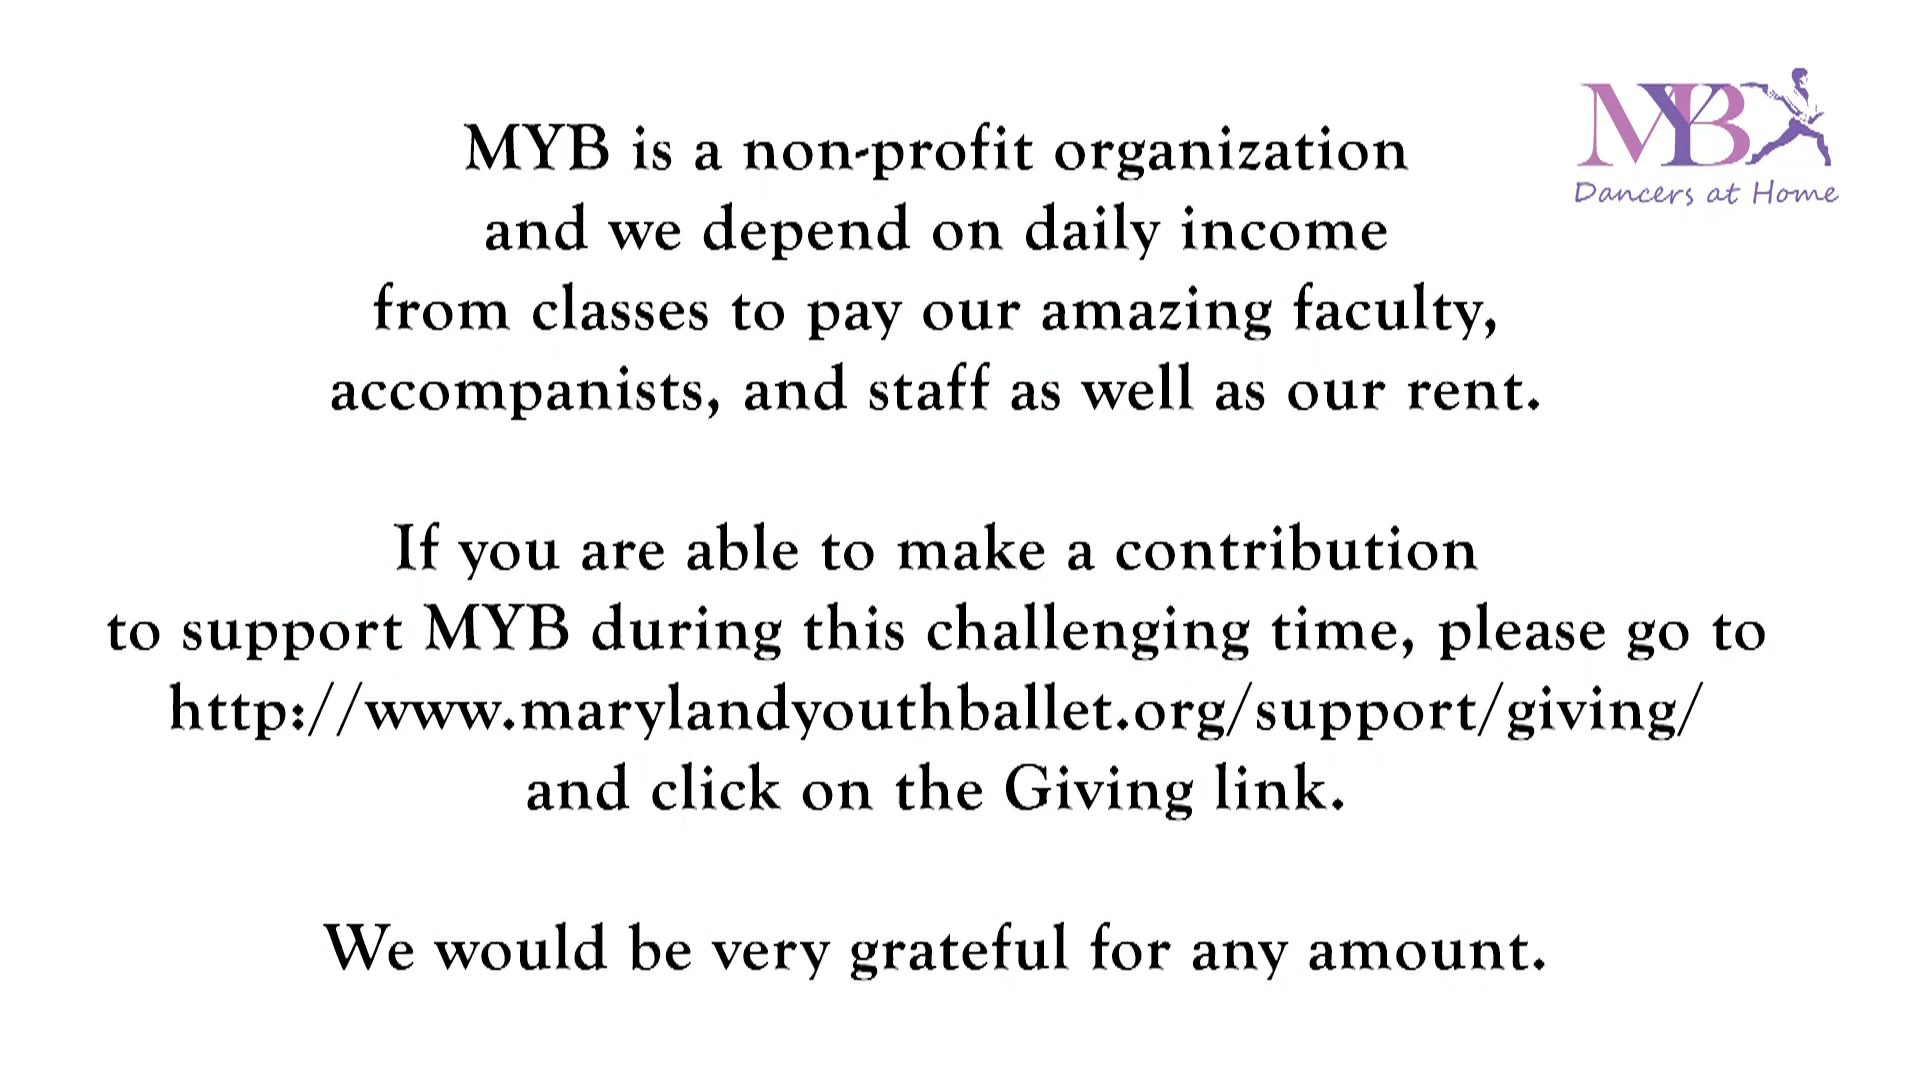 MYB
Dancers at Home
MYB is a non-profit organization
and we depend on daily income
from classes to pay our amazing faculty,
accompanists, and staff as well as our rent.
If you are able to make a contribution
to support MYB during this challenging time, please go to
http://www.marylandyouthballet.org/support/giving/
and click on the Giving link.
We would be very grateful for any amount.